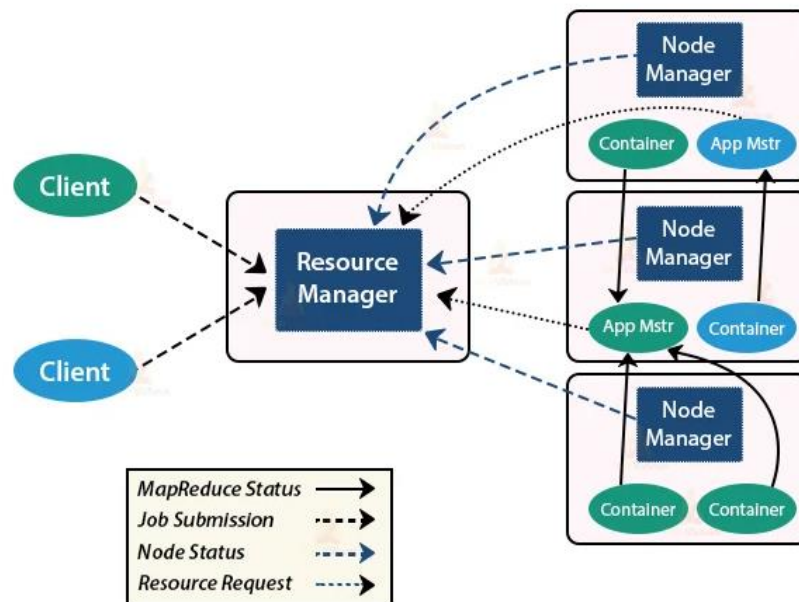 Client
Client
Resource
Manager
Node
Manager
Container
App Mstr
Node
Manager
App Mstr
Container
Node
Manager
Container
Container
MapReduce Status
Job Submission
Node Status
Resource Request